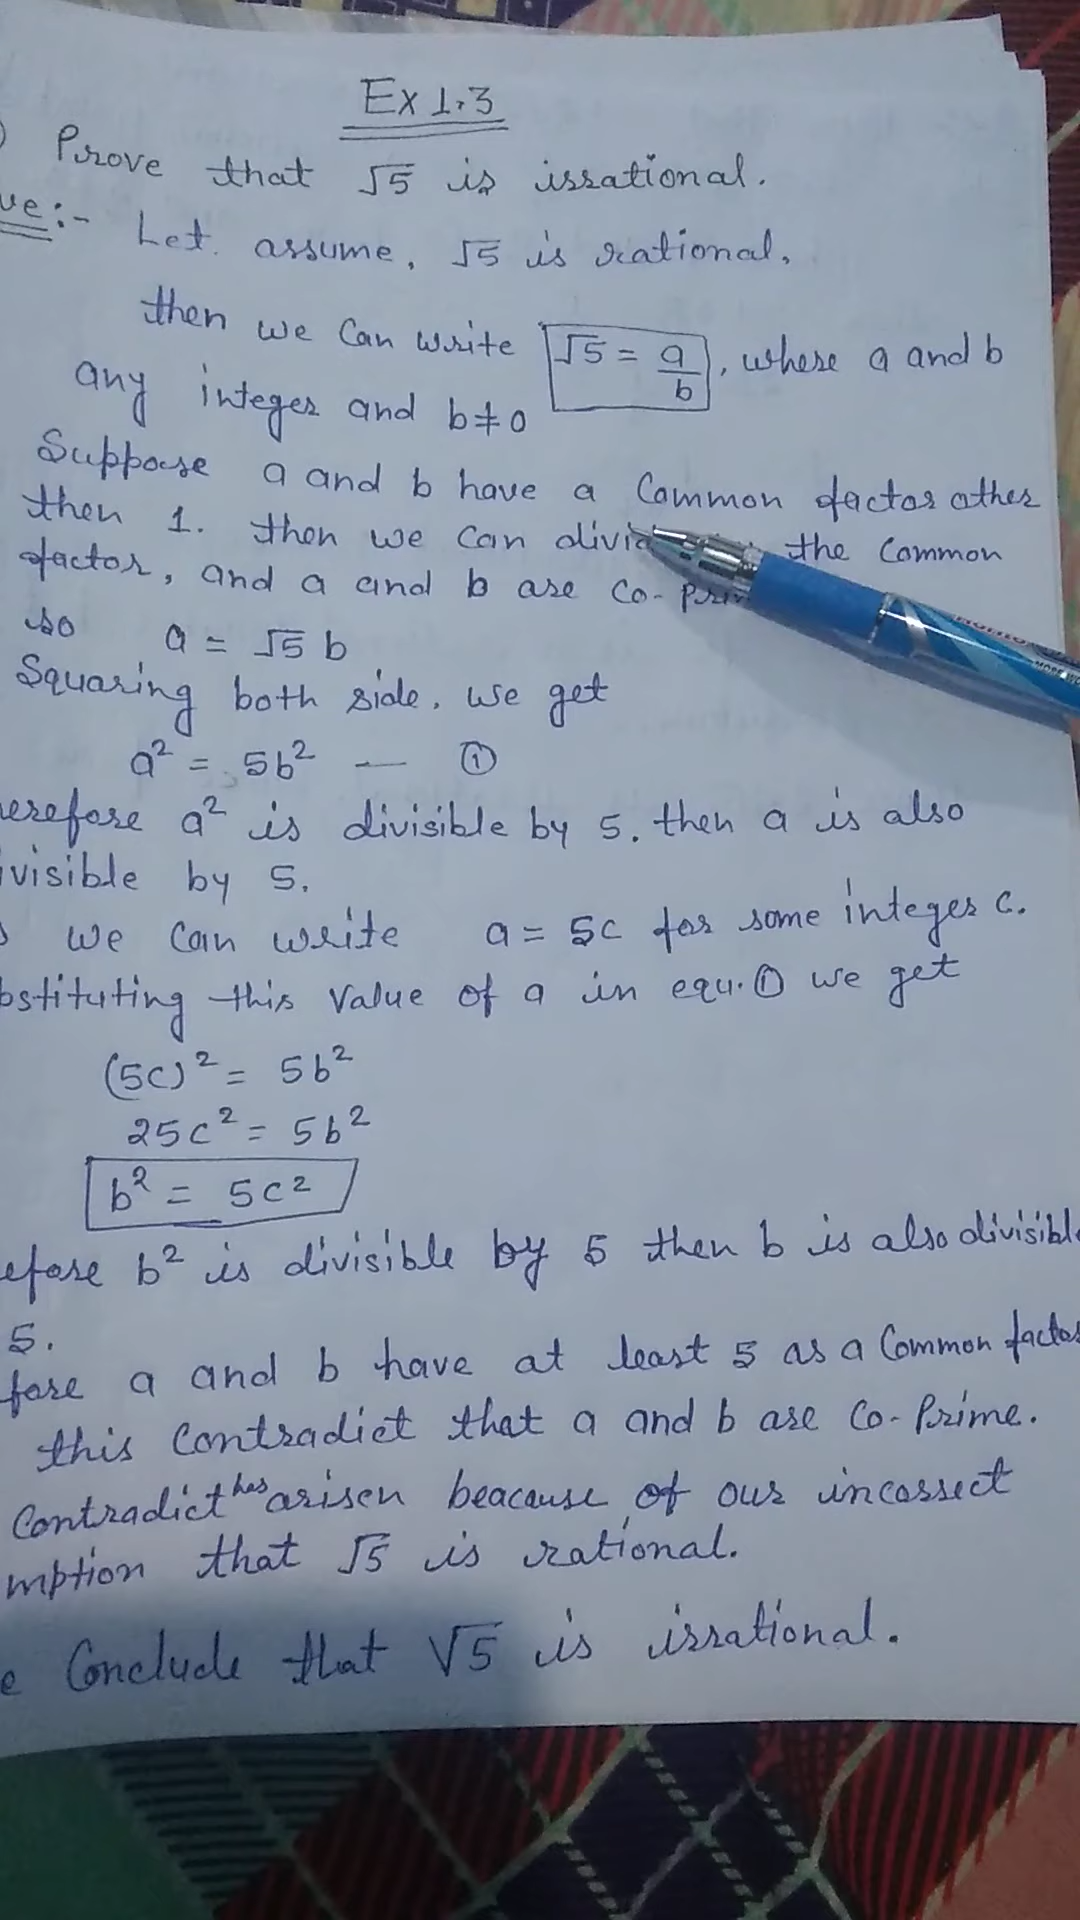 Ex 1.3
) Prove that √5 is irrational.
ve:- Let. assume, √5 is rational,
then we can write √5 = a/b, where a and b
any integer and b≠0
Suppose a and b have a common factor other
then 1. then we can divid the common
factor, and a and b are co-prim
so a = √5 b
Squaring both side, we get
a² = 5b² — ①
erefore a² is divisible by 5. then a is also
ivisible by 5.
we can write a = 5c for some integer c.
bstituting this value of a in equ.① we get
(5c)² = 5b²
25c² = 5b²
b² = 5c²
efore b² is divisible by 5 then b is also divisible
5.
fore a and b have at least 5 as a common factor
this contradict that a and b are co-prime.
contradict has arisen beacause of our incorrect
mption that √5 is rational.
e conclude that √5 is irrational.